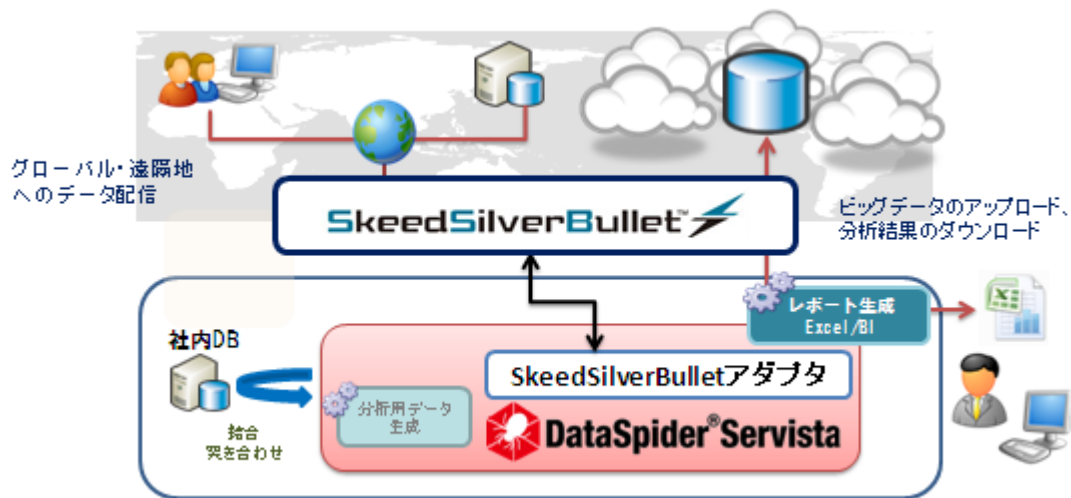 グローバル・遠隔地
へのデータ配信
SkeedSilverBullet™
ビッグデータのアップロード、
分析結果のダウンロード
レポート生成
Excel/BI
社内DB
SkeedSilverBulletアダプタ
分析用データ
生成
DataSpider®Servista
結合
突き合わせ